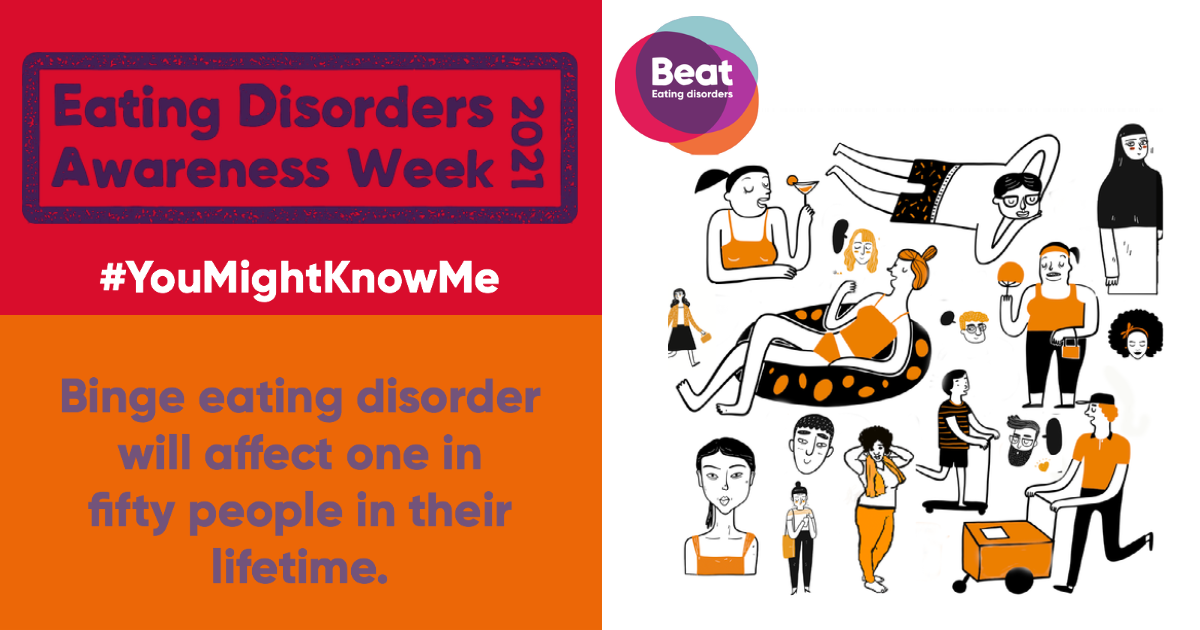 Eating Disorders
Awareness Week
2021
#YouMightKnowMe
Binge eating disorder
will affect one in
fifty people in their
lifetime.
Beat
Eating disorders